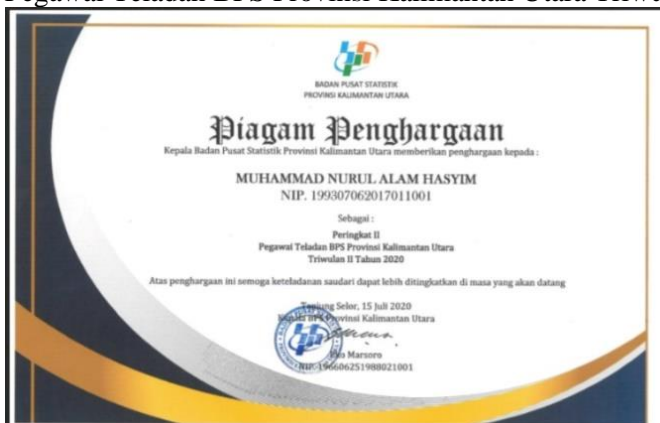 Pegawai Teladan BPS Provinsi Kalimantan Utara
BADAN PUSAT STATISTIK
PROVINSI KALIMANTAN UTARA
Piagam Penghargaan
Kepala Badan Pusat Statistik Provinsi Kalimantan Utara memberikan penghargaan kepada :
MUHAMMAD NURUL ALAM HASYIM
NIP. 199307062017011001
Sebagai :
Peringkat II
Pegawai Teladan BPS Provinsi Kalimantan Utara
Triwulan II Tahun 2020
Atas penghargaan ini semoga keteladanan saudari dapat lebih ditingkatkan di masa yang akan datang
Tanjung Selor, 15 Juli 2020
Kepala BPS Provinsi Kalimantan Utara
Eko Marsoro
NIP. 196606251988021001